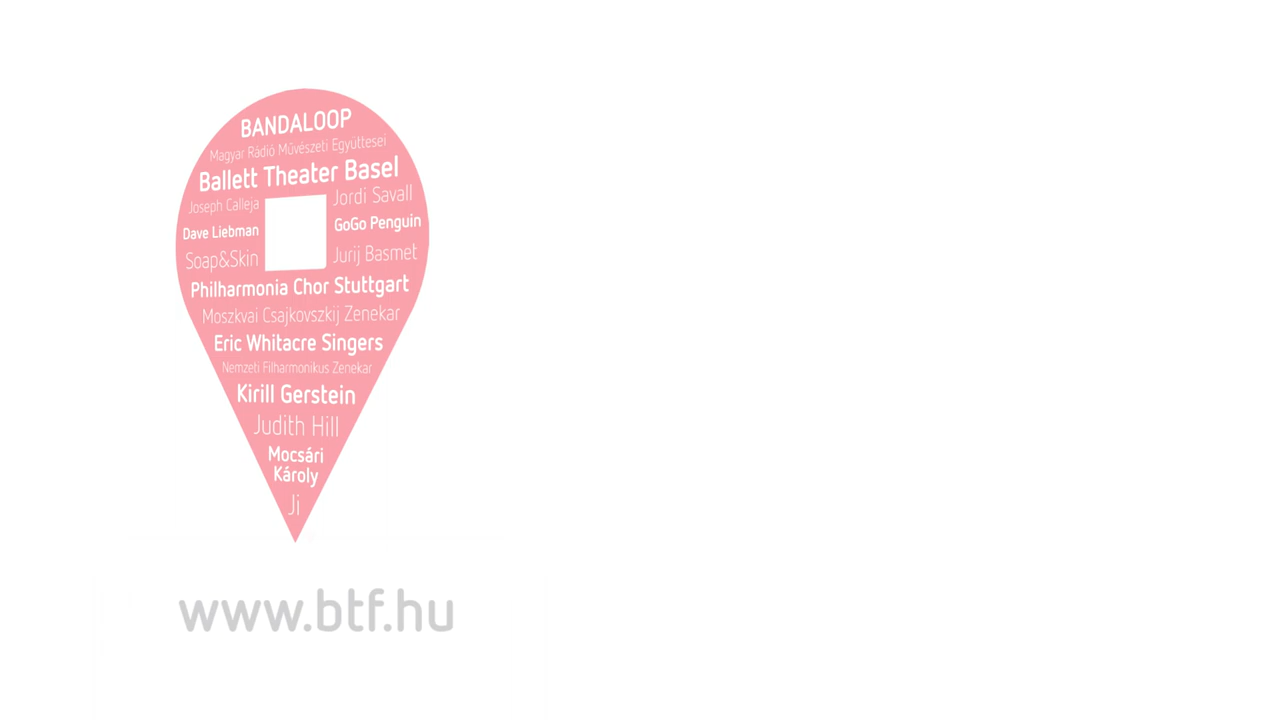 BANDALOOP
Magyar Rádió Művészeti Együttesei
Ballett Theater Basel
Joseph Calleja
Jordi Savall
Dave Liebman
GoGo Penguin
Soap&Skin
Jurij Basmet
Philharmonia Chor Stuttgart
Moszkvai Csajkovszkij Zenekar
Eric Whitacre Singers
Nemzeti Filharmonikus Zenekar
Kirill Gerstein
Judith Hill
Mocsári
Károly
Ji
www.btf.hu